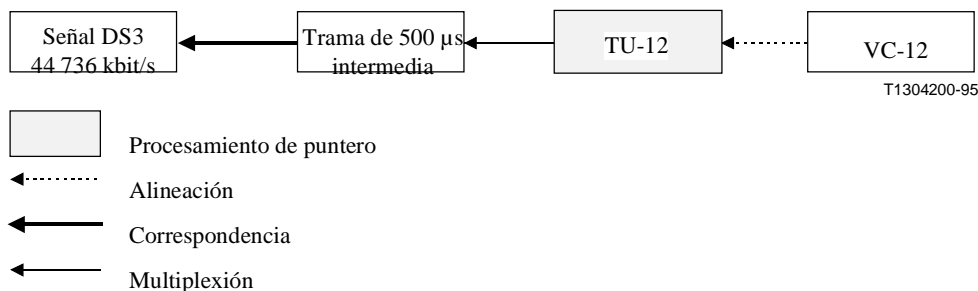 Señal DS3
44 736 kbit/s
Trama de 500 µs
intermedia
TU-12
VC-12
T1304200-95
Procesamiento de puntero
Alineación
Correspondencia
Multiplexión